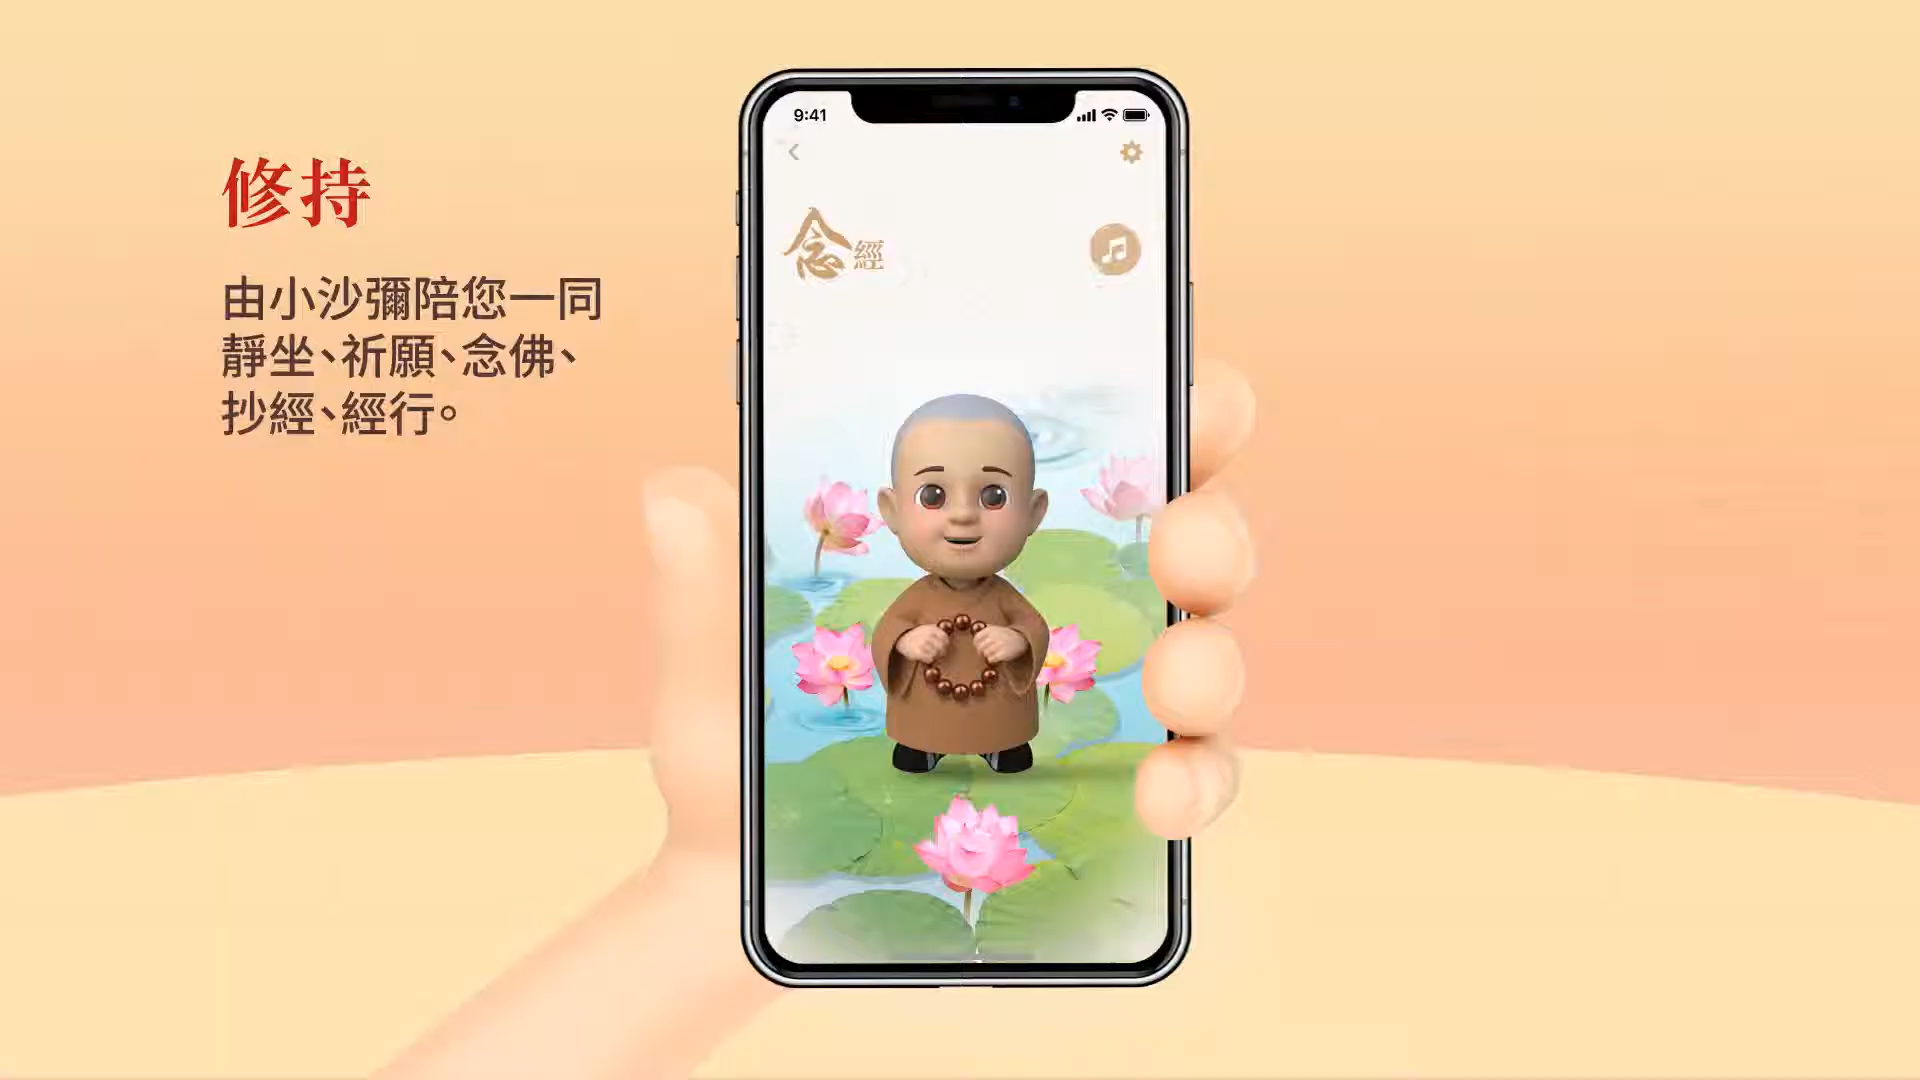 修持
由小沙彌陪您一同
靜坐、祈願、念佛、
抄經、經行。
9:41
念經